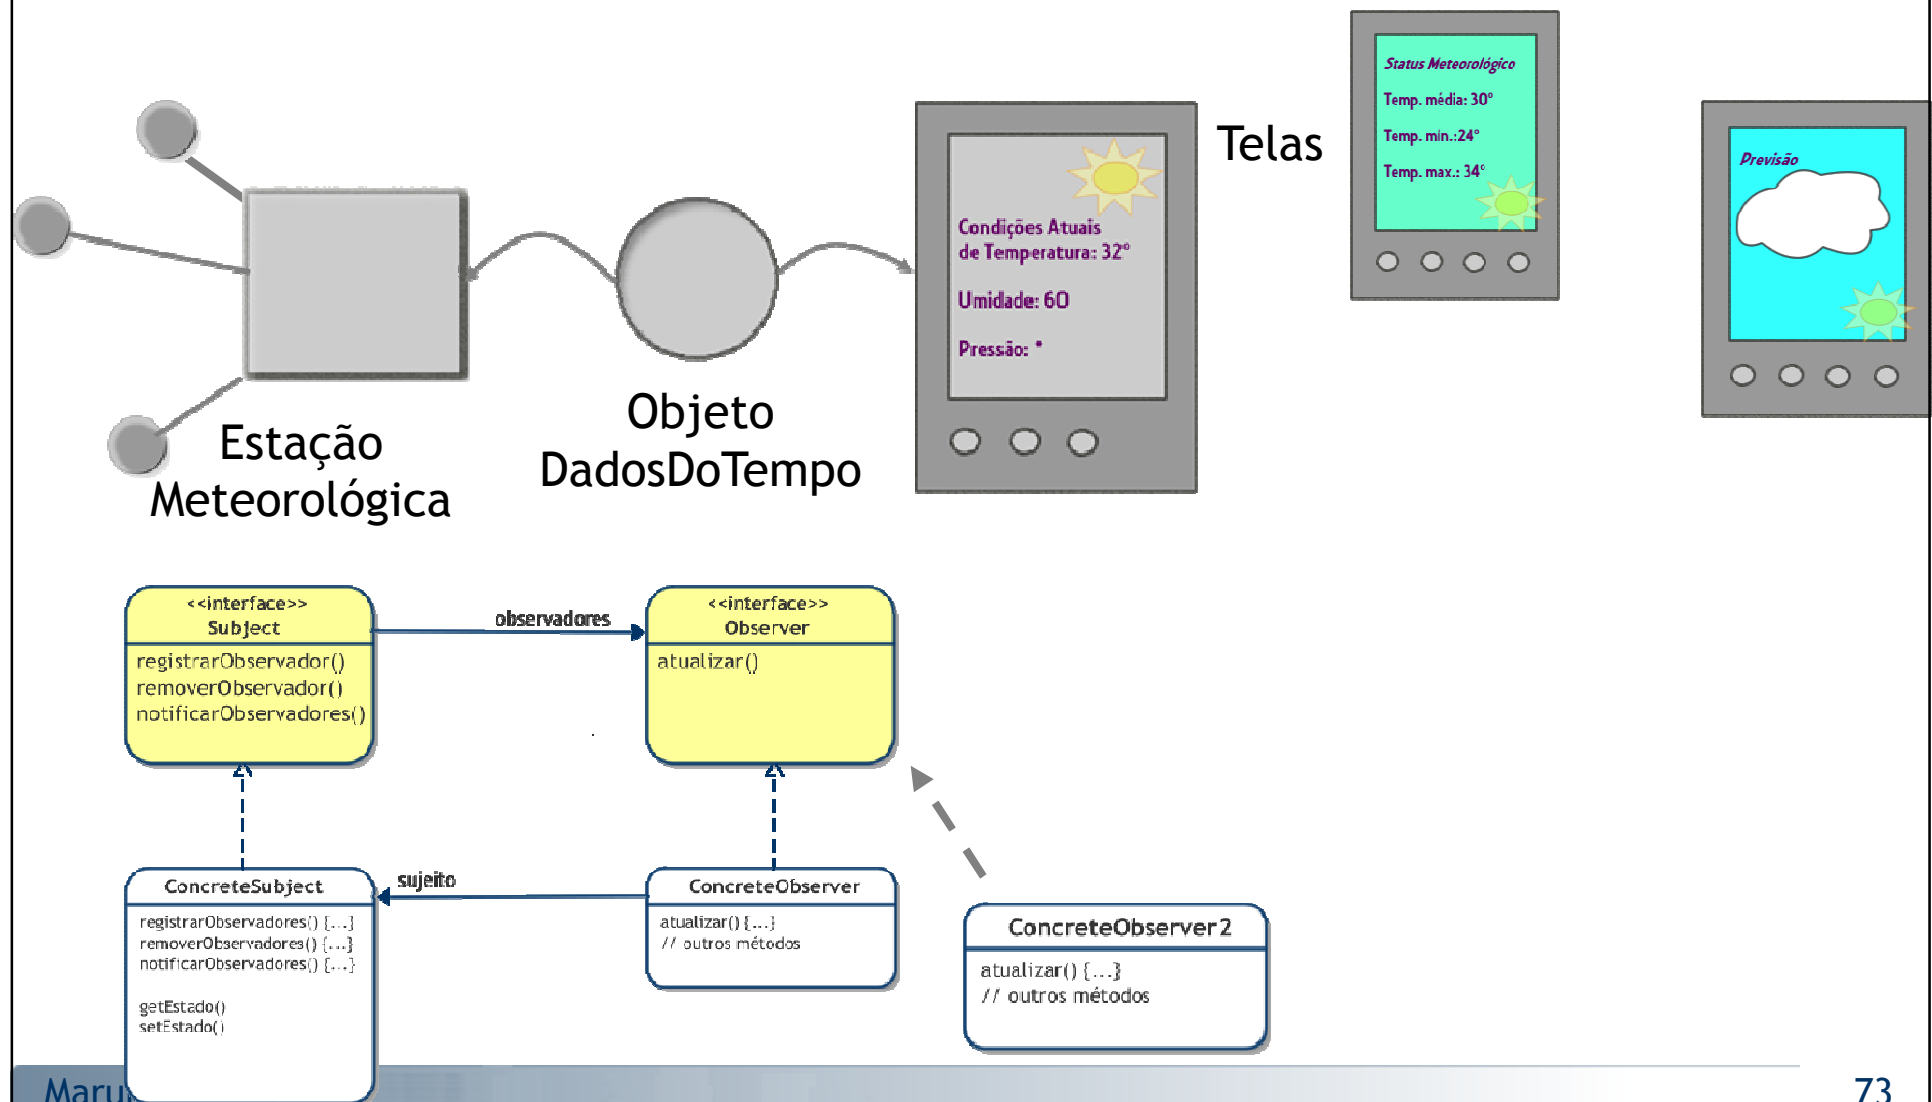 Telas
Status Meteorológico
Temp. média: 30°
Temp. min.:24°
Temp. max.: 34°
Previsão
Condições Atuais
de Temperatura: 32°
Umidade: 60
Pressão: *
Estação
Meteorológica
Objeto
DadosDoTempo
<<interface>>
Subject
registrarObservador()
removerObservador()
notificarObservadores()
observadores
<<interface>>
Observer
atualizar()
ConcreteSubject
registrarObservadores() {...}
removerObservadores() {...}
notificarObservadores() {...}
getEstado()
setEstado()
sujeito
ConcreteObserver
atualizar() {...}
// outros métodos
ConcreteObserver2
atualizar() {...}
// outros métodos
73